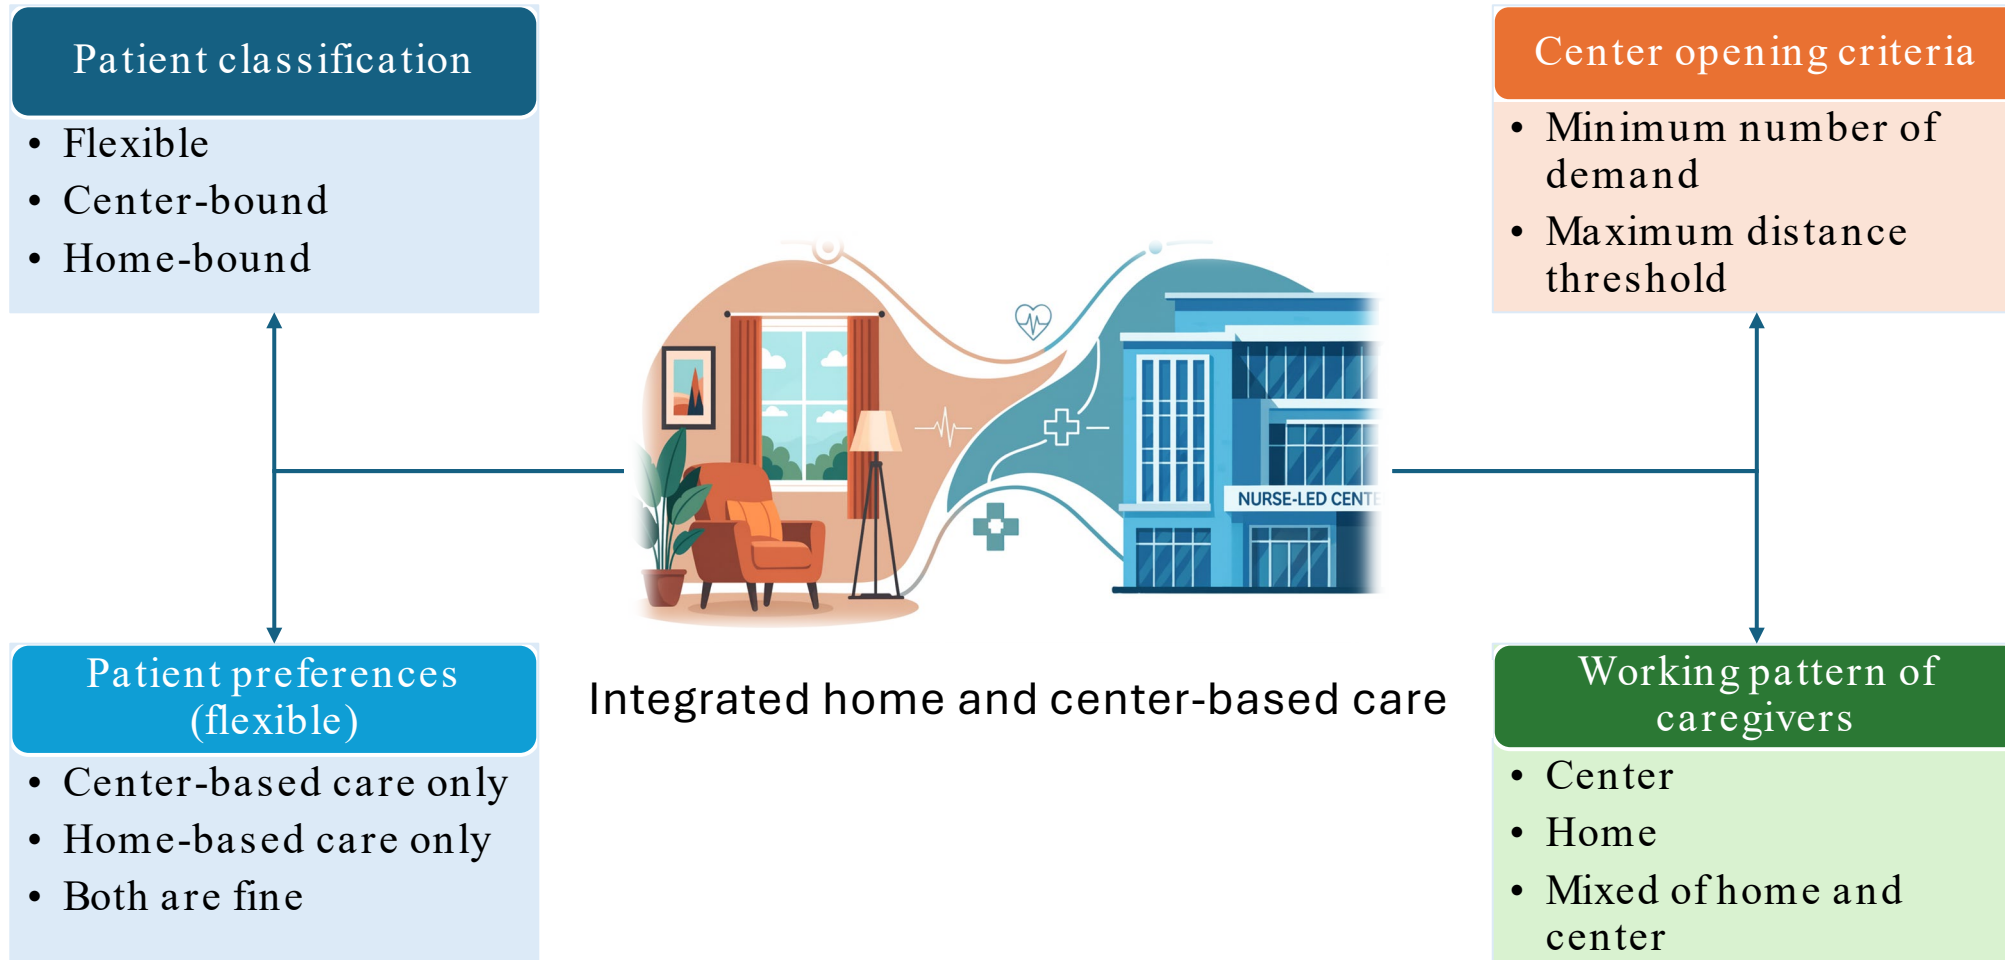 Patient classification
• Flexible
• Center-bound
• Home-bound
Center opening criteria
• Minimum number of
demand
• Maximum distance
threshold
NURSE-LED CENTE
Integrated home and center-based care
Patient preferences
(flexible)
• Center-based care only
• Home-based care only
• Both are fine
Working pattern of
caregivers
• Center
• Home
• Mixed of home and
center